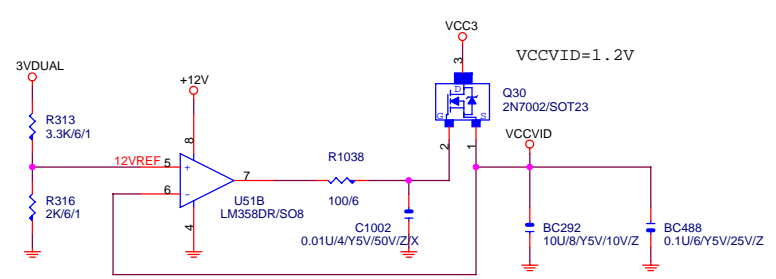 VCC3
VCCVID=1.2V
3VDUAL
+12V
3
D
Q30
2N7002/SOT23
G
S
R313
3.3K/6/1
8
2
1
VCCVID
12VREF
5
+
R1038
7
6
-
R316
2K/6/1
U51B
LM358DR/SO8
100/6
4
C1002
0.01U/4/Y5V/50V/Z/X
BC292
10U/8/Y5V/10V/Z
BC488
0.1U/6/Y5V/25V/Z